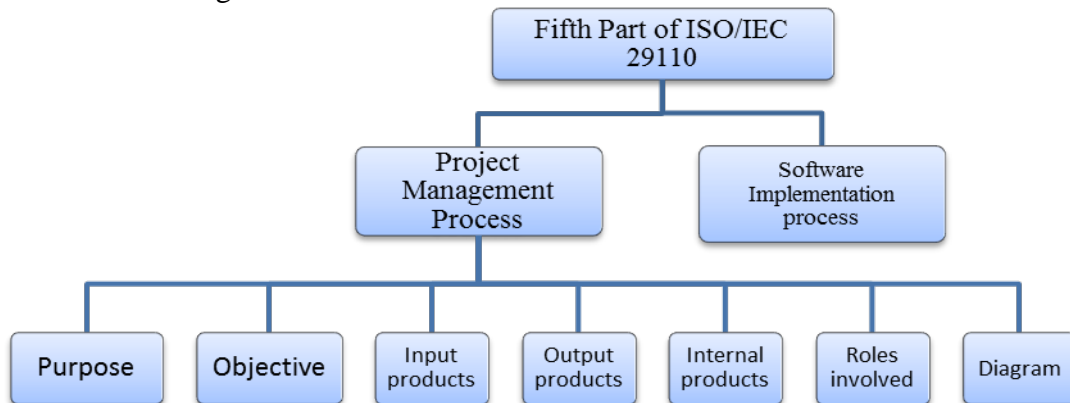 Fifth Part of ISO/IEC
29110
Project
Management
Process
Software
Implementation
process
Purpose
Objective
Input
products
Output
products
Internal
products
Roles
involved
Diagram